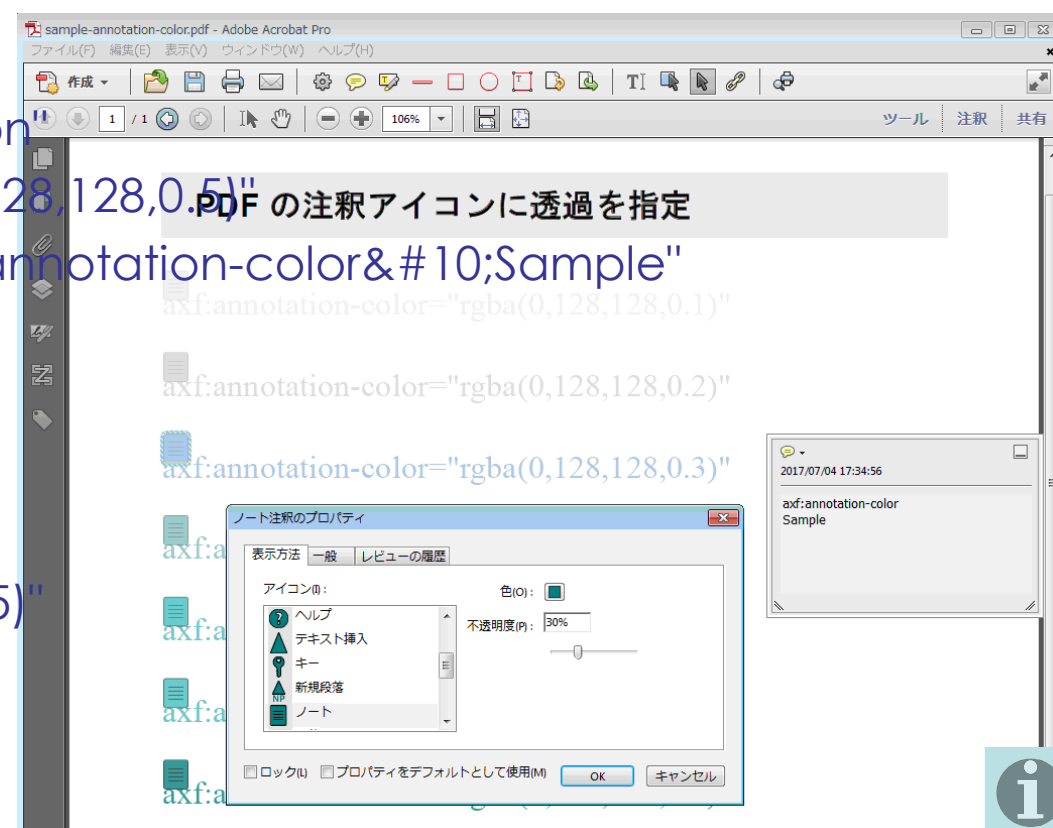 sample-annotation-color.pdf - Adobe Acrobat Pro
ファイル(F) 編集(E) 表示(V) ウィンドウ(W) ヘルプ(H)
作成
1 / 1 106% ツール 注釈 共有
on
28,128,0.5)"
PDF の注釈アイコンに透過を指定
annotation-color&#10;Sample"
axf:annotation-color="rgba(0,128,128,0.1)"
axf:annotation-color="rgba(0,128,128,0.2)"
axf:annotation-color="rgba(0,128,128,0.3)"
2017/07/04 17:34:56
axf:annotation-color
Sample
ノート注釈のプロパティ
表示方法 一般 レビューの履歴
アイコン(I): 色(O):
ヘルプ
不透明度(P): 30%
テキスト挿入
キー
新規段落
NP
ノート
ロック(L) プロパティをデフォルトとして使用(M) OK キャンセル
axf:a
5)"
axf:a
axf:a
axf:a